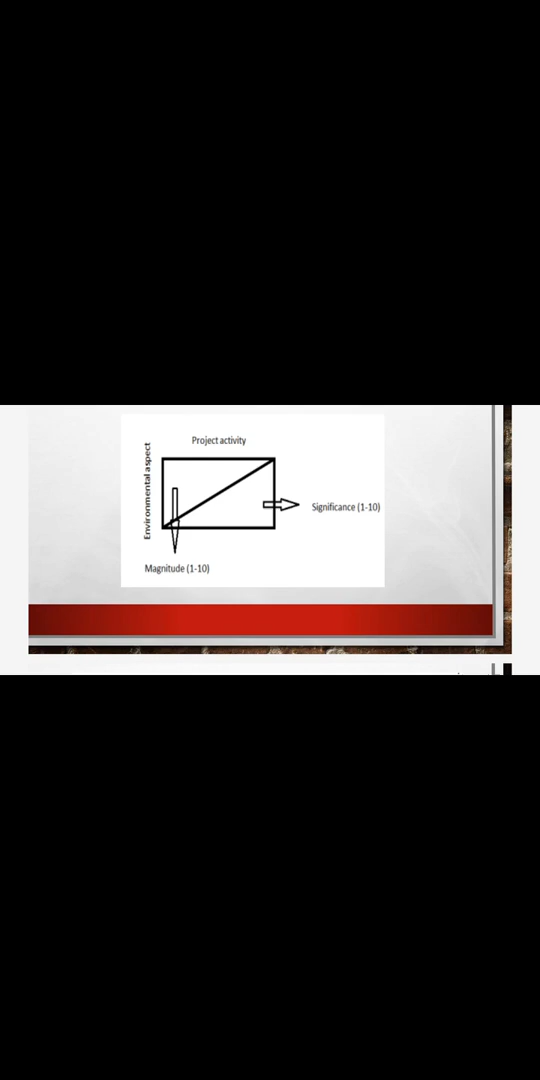 Project activity
Environmental aspect
Significance (1-10)
Magnitude (1-10)